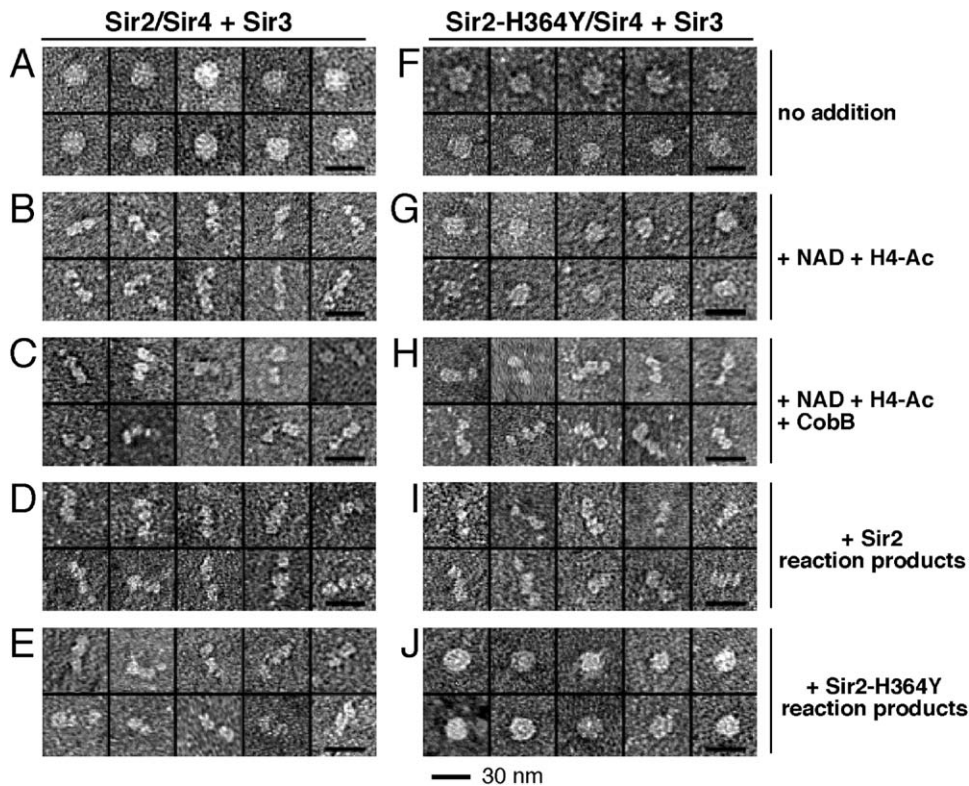 Sir2/Sir4 + Sir3
Sir2-H364Y/Sir4 + Sir3
A
F
no addition
B
G
+ NAD + H4-Ac
C
H
+ NAD + H4-Ac
+ CobB
D
I
+ Sir2
reaction products
E
J
+ Sir2-H364Y
reaction products
30 nm